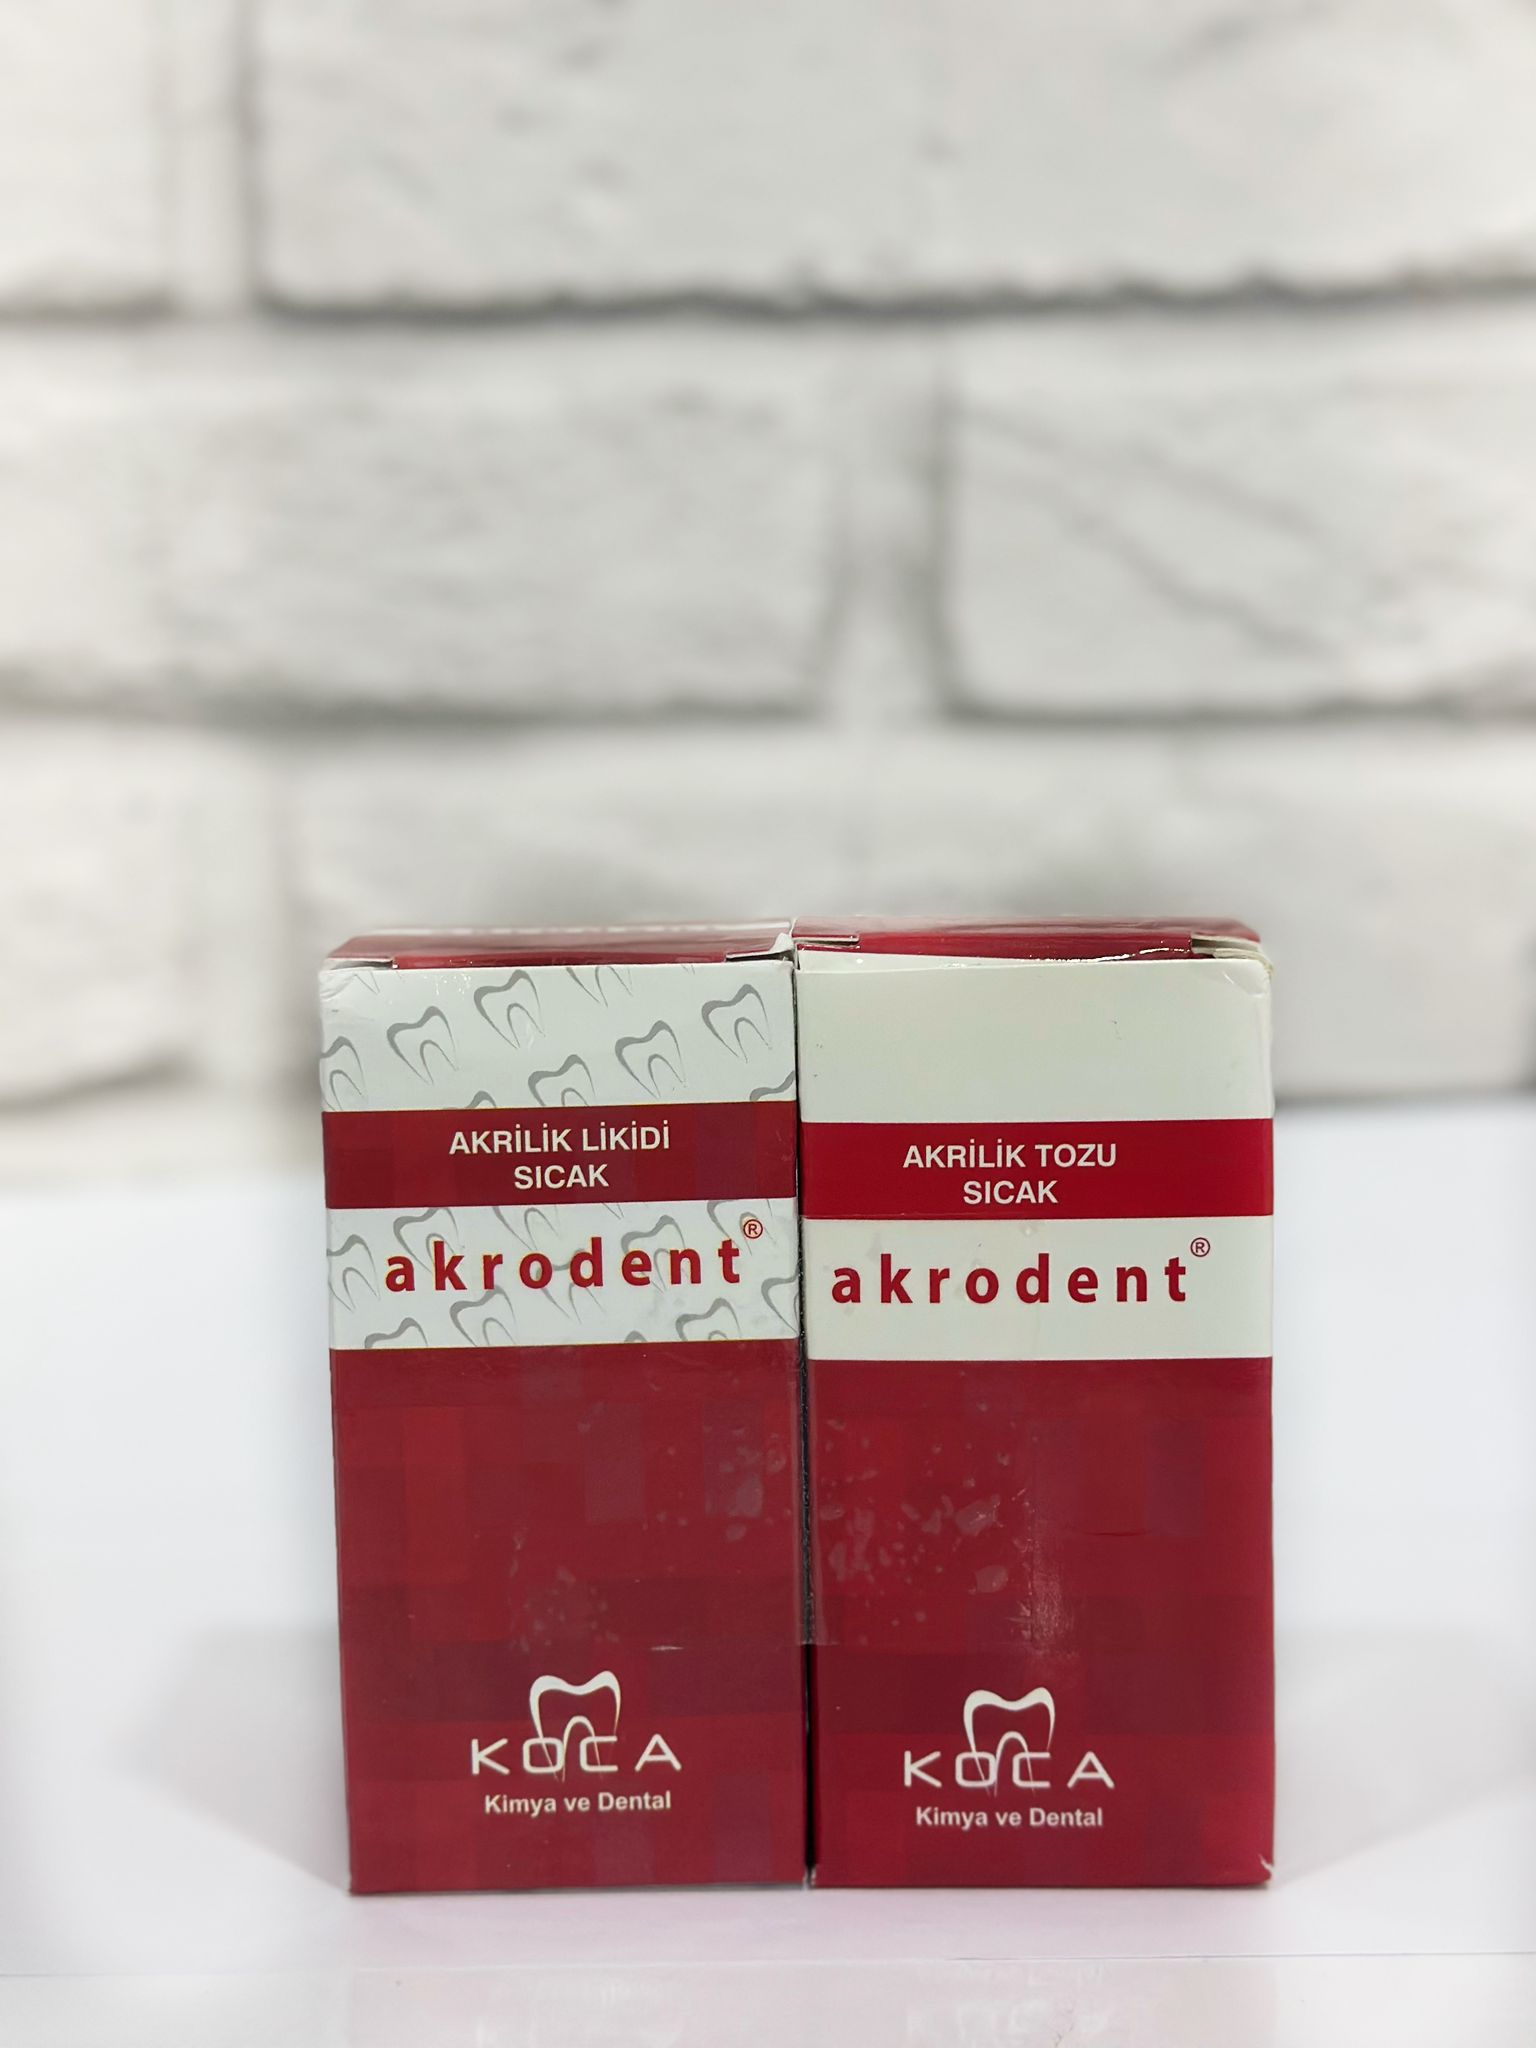 AKRİLİK LİKİDİ
SICAK
akrodent®
KOCA
Kimya ve Dental
AKRİLİK TOZU
SICAK
akrodent®
KOCA
Kimya ve Dental